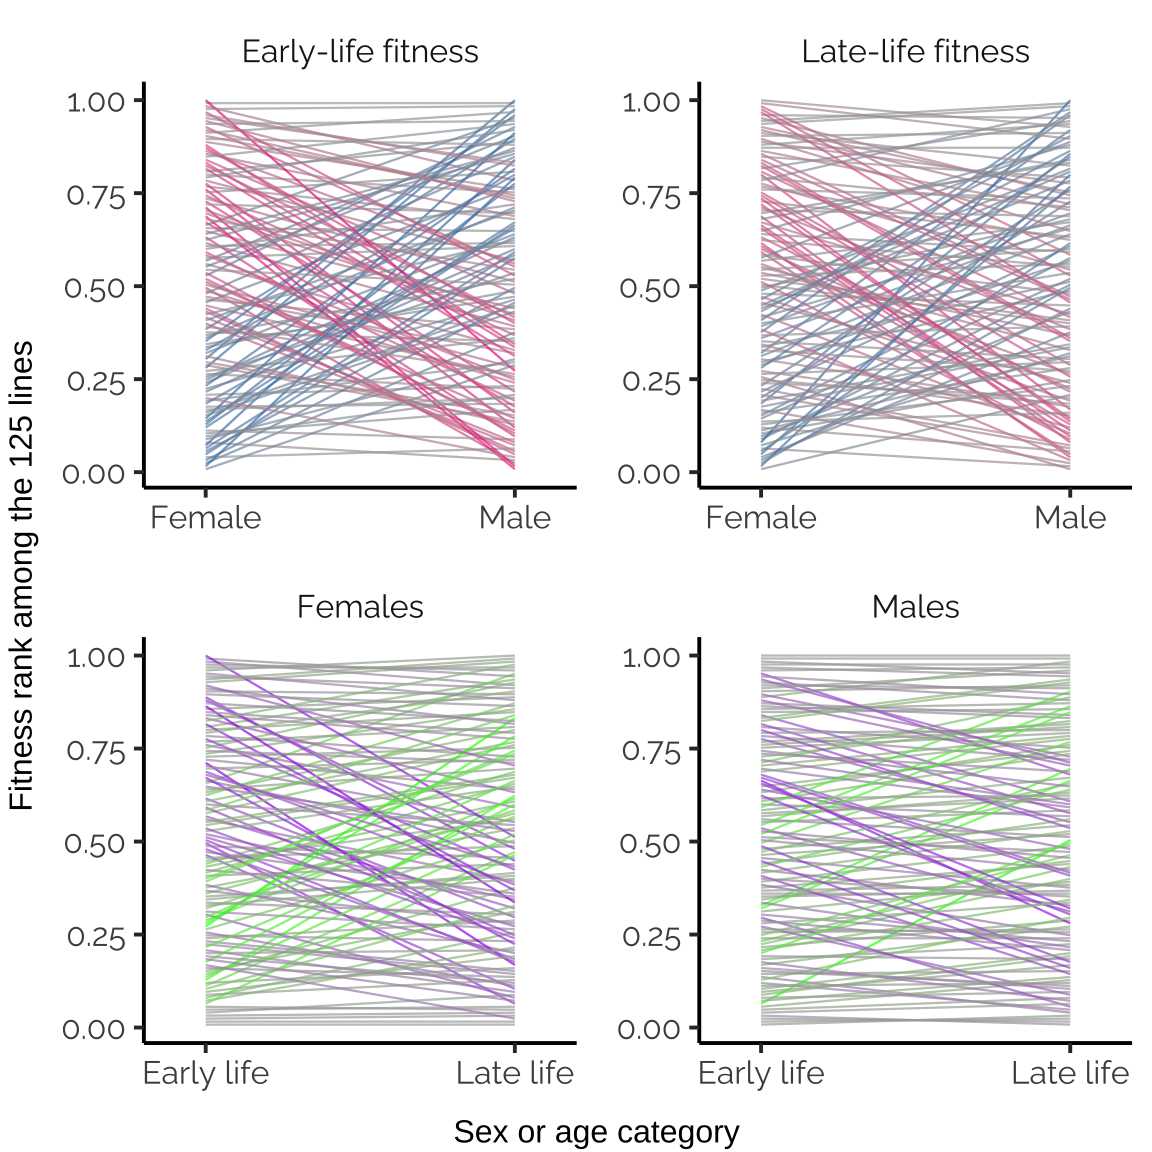 Early-life fitness
Late-life fitness
1.00
0.75
0.50
0.25
0.00
Female
Male
1.00
0.75
0.50
0.25
0.00
Female
Male
Females
Males
1.00
0.75
0.50
0.25
0.00
Early life
Late life
1.00
0.75
0.50
0.25
0.00
Early life
Late life
Fitness rank among the 125 lines
Sex or age category